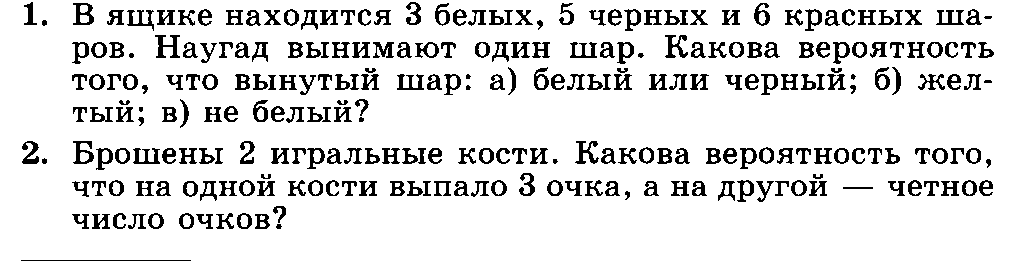 1. В ящике находится 3 белых, 5 черных и 6 красных ша-
ров. Наугад вынимают один шар. Какова вероятность
того, что вынутый шар: а) белый или черный; б) жел-
тый; в) не белый?
2. Брошены 2 игральные кости. Какова вероятность того,
что на одной кости выпало 3 очка, а на другой — четное
число очков?